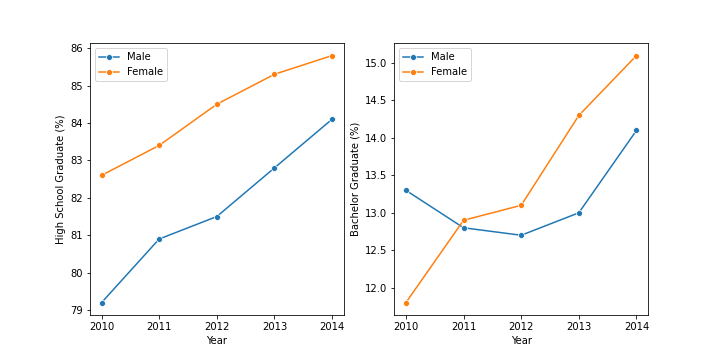 86
85
84
83
82
81
80
79
High School Graduate (%)
2010 2011 2012 2013 2014
Year
Male
Female
15.0
14.5
14.0
13.5
13.0
12.5
12.0
Bachelor Graduate (%)
2010 2011 2012 2013 2014
Year
Male
Female